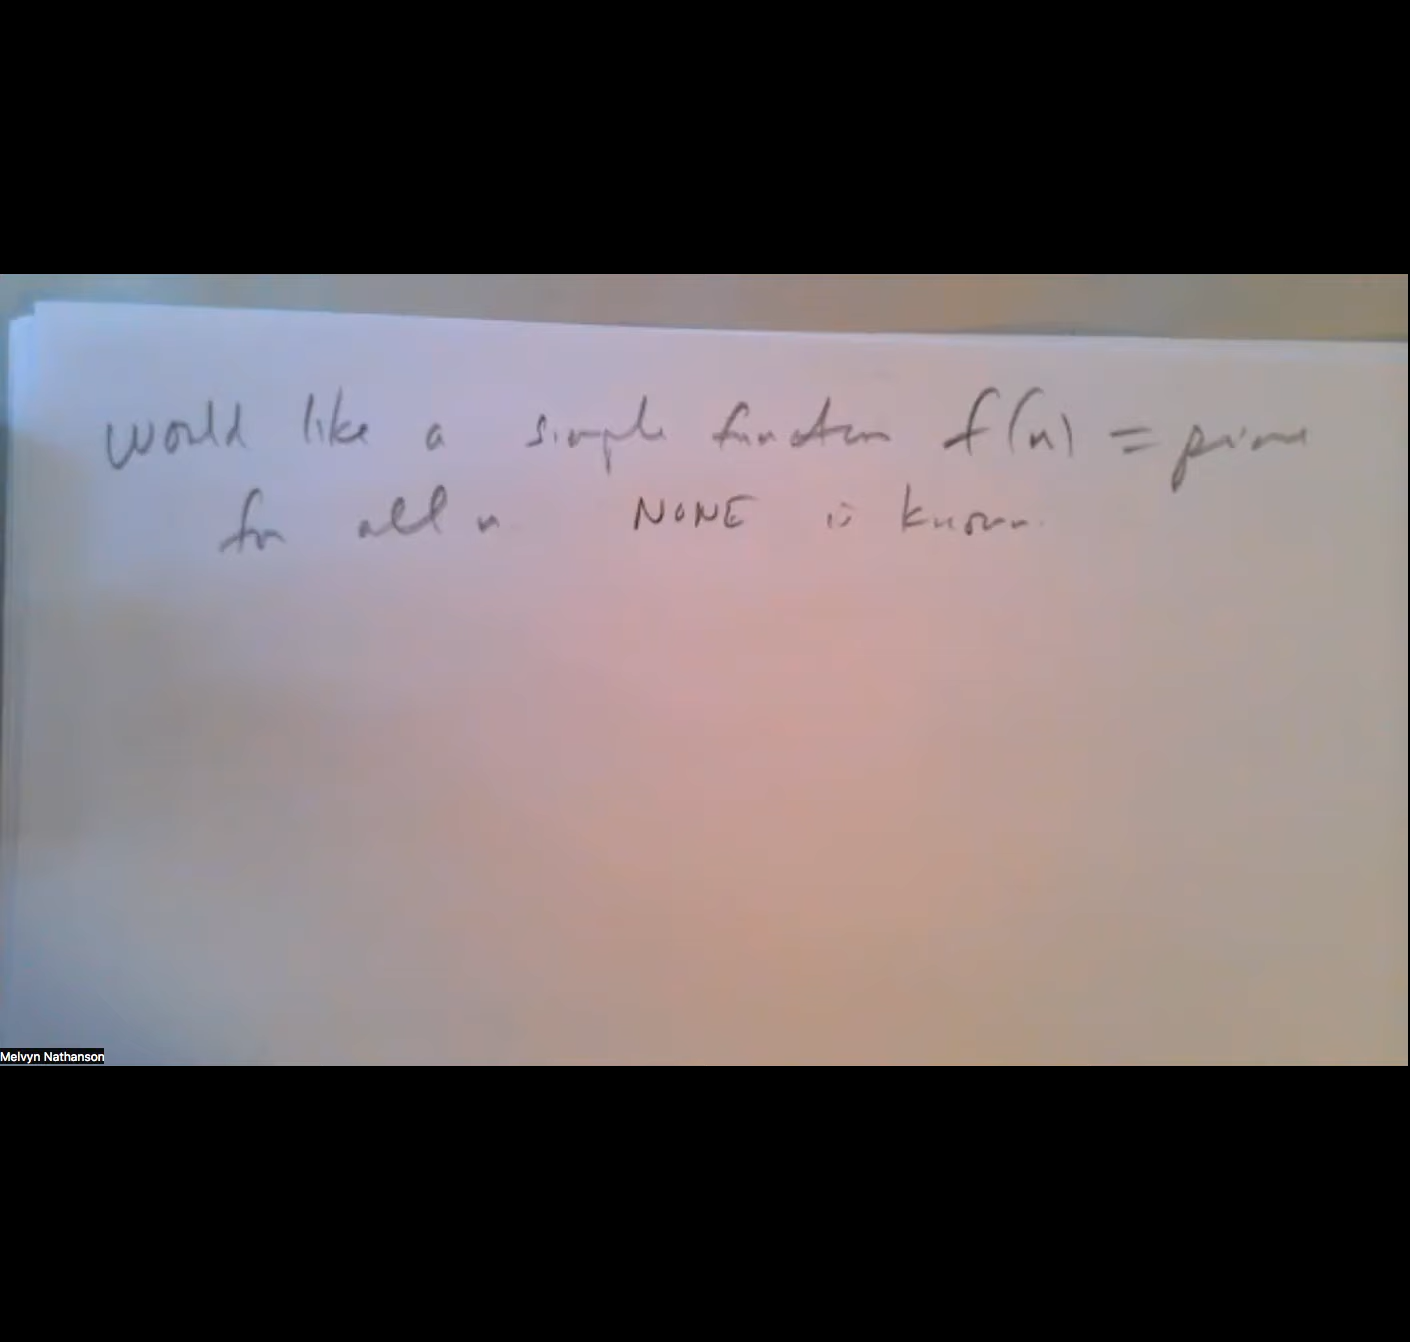 would like a simple function f(n) = prime
for all n NONE is known.
Melvyn Nathanson